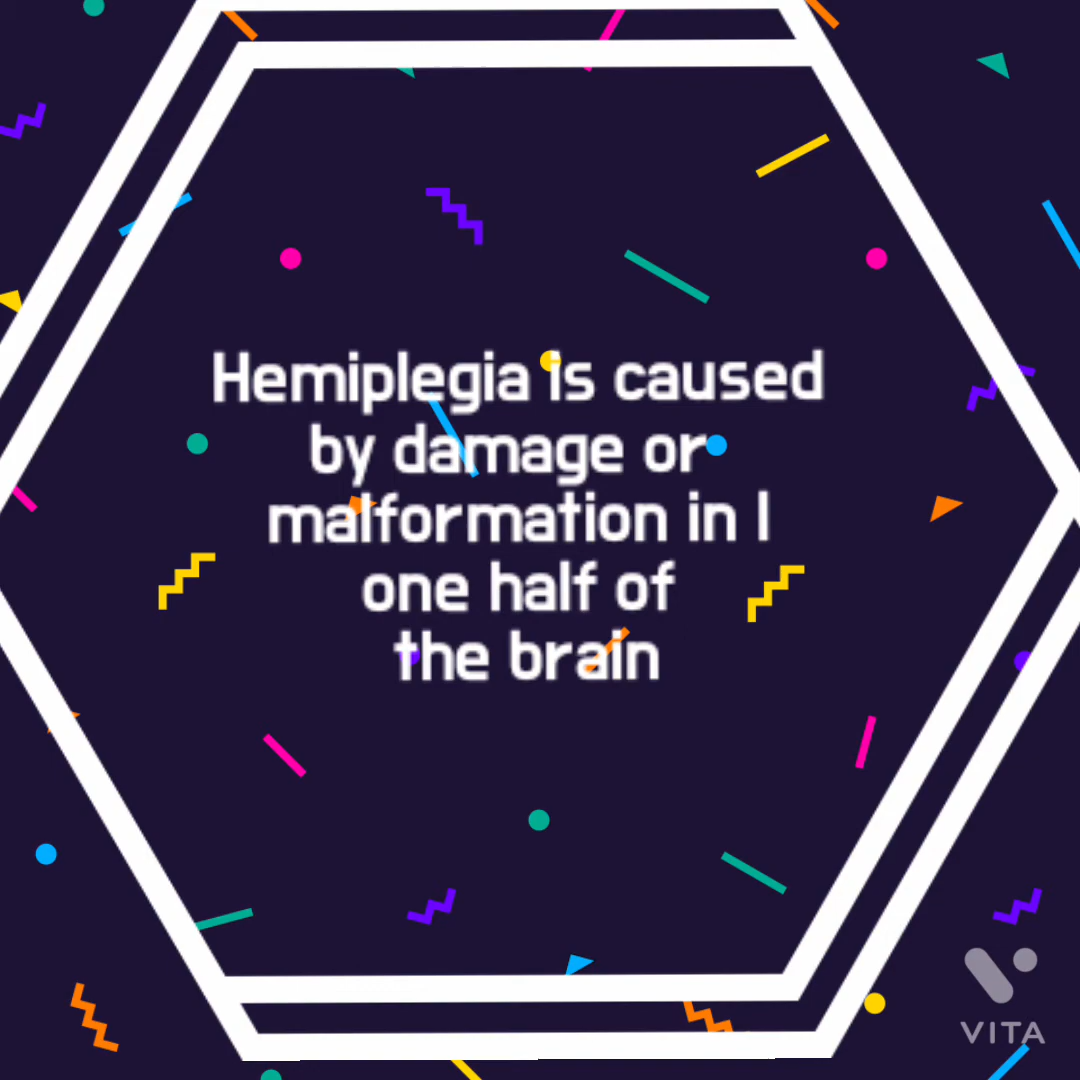 Hemiplegia is caused
by damage or
malformation in I
one half of
the brain
VITA